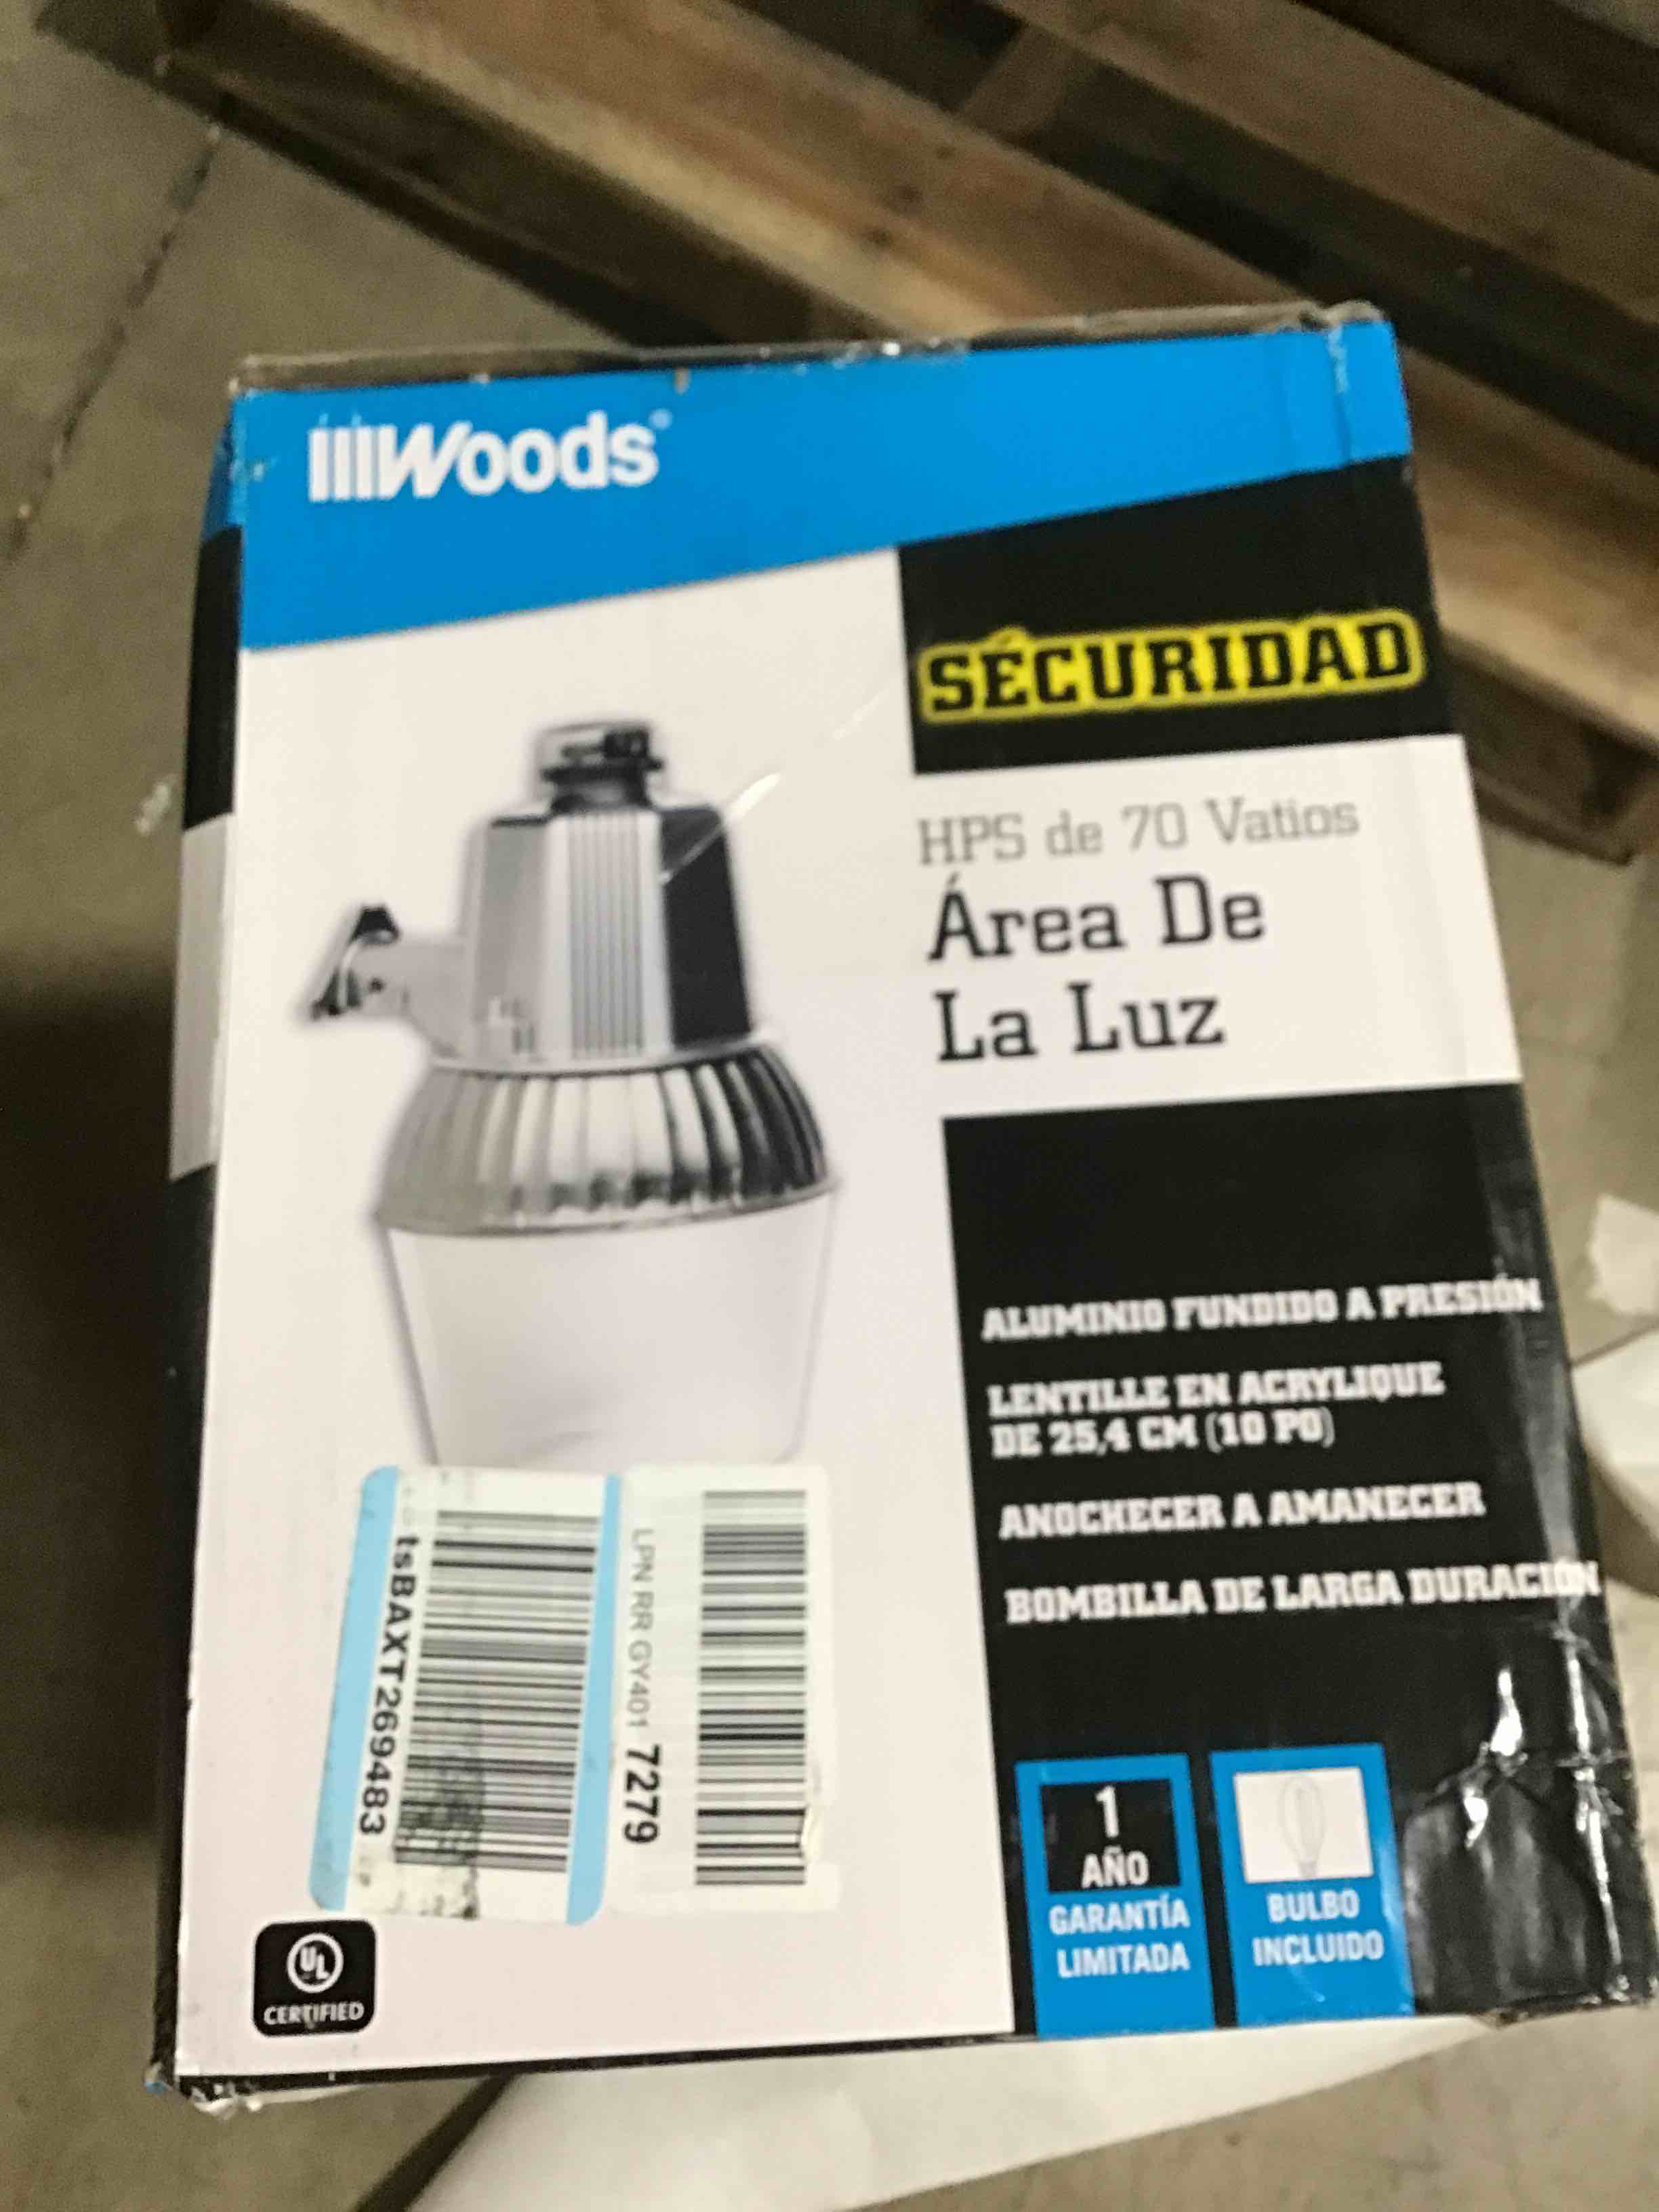 Woods®
SÉCURIDAD
HPS de 70 Vatios
Área De
La Luz
ALUMINIO FUNDIDO A PRESIÓN
LENTILLE EN ACRYLIQUE
DE 25,4 CM (10 PO)
ANOCHECER A AMANECER
BOMBILLA DE LARGA DURACIÓN
tsBAXT269483
LPN RR GY401 7279
1
AÑO
GARANTÍA
LIMITADA
BULBO
INCLUIDO
UL
CERTIFIED